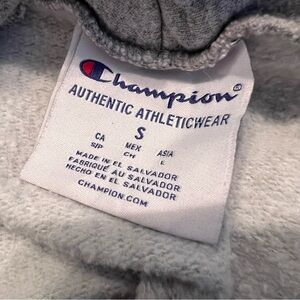 Champion®
AUTHENTIC ATHLETICWEAR
S
CA MEX ASIA
S/P CH L
MADE IN EL SALVADOR
FABRIQUÉ AU SALVADOR
HECHO EN EL SALVADOR
CHAMPION.COM